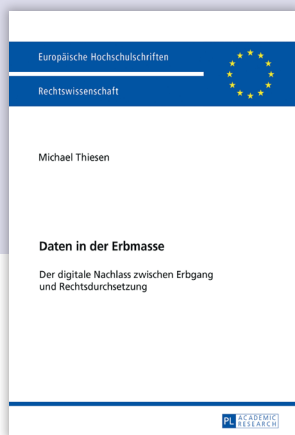 Europäische Hochschulschriften
Rechtswissenschaft
Michael Thiesen
Daten in der Erbmasse
Der digitale Nachlass zwischen Erbgang
und Rechtsdurchsetzung
PL ACADEMIC
RESEARCH